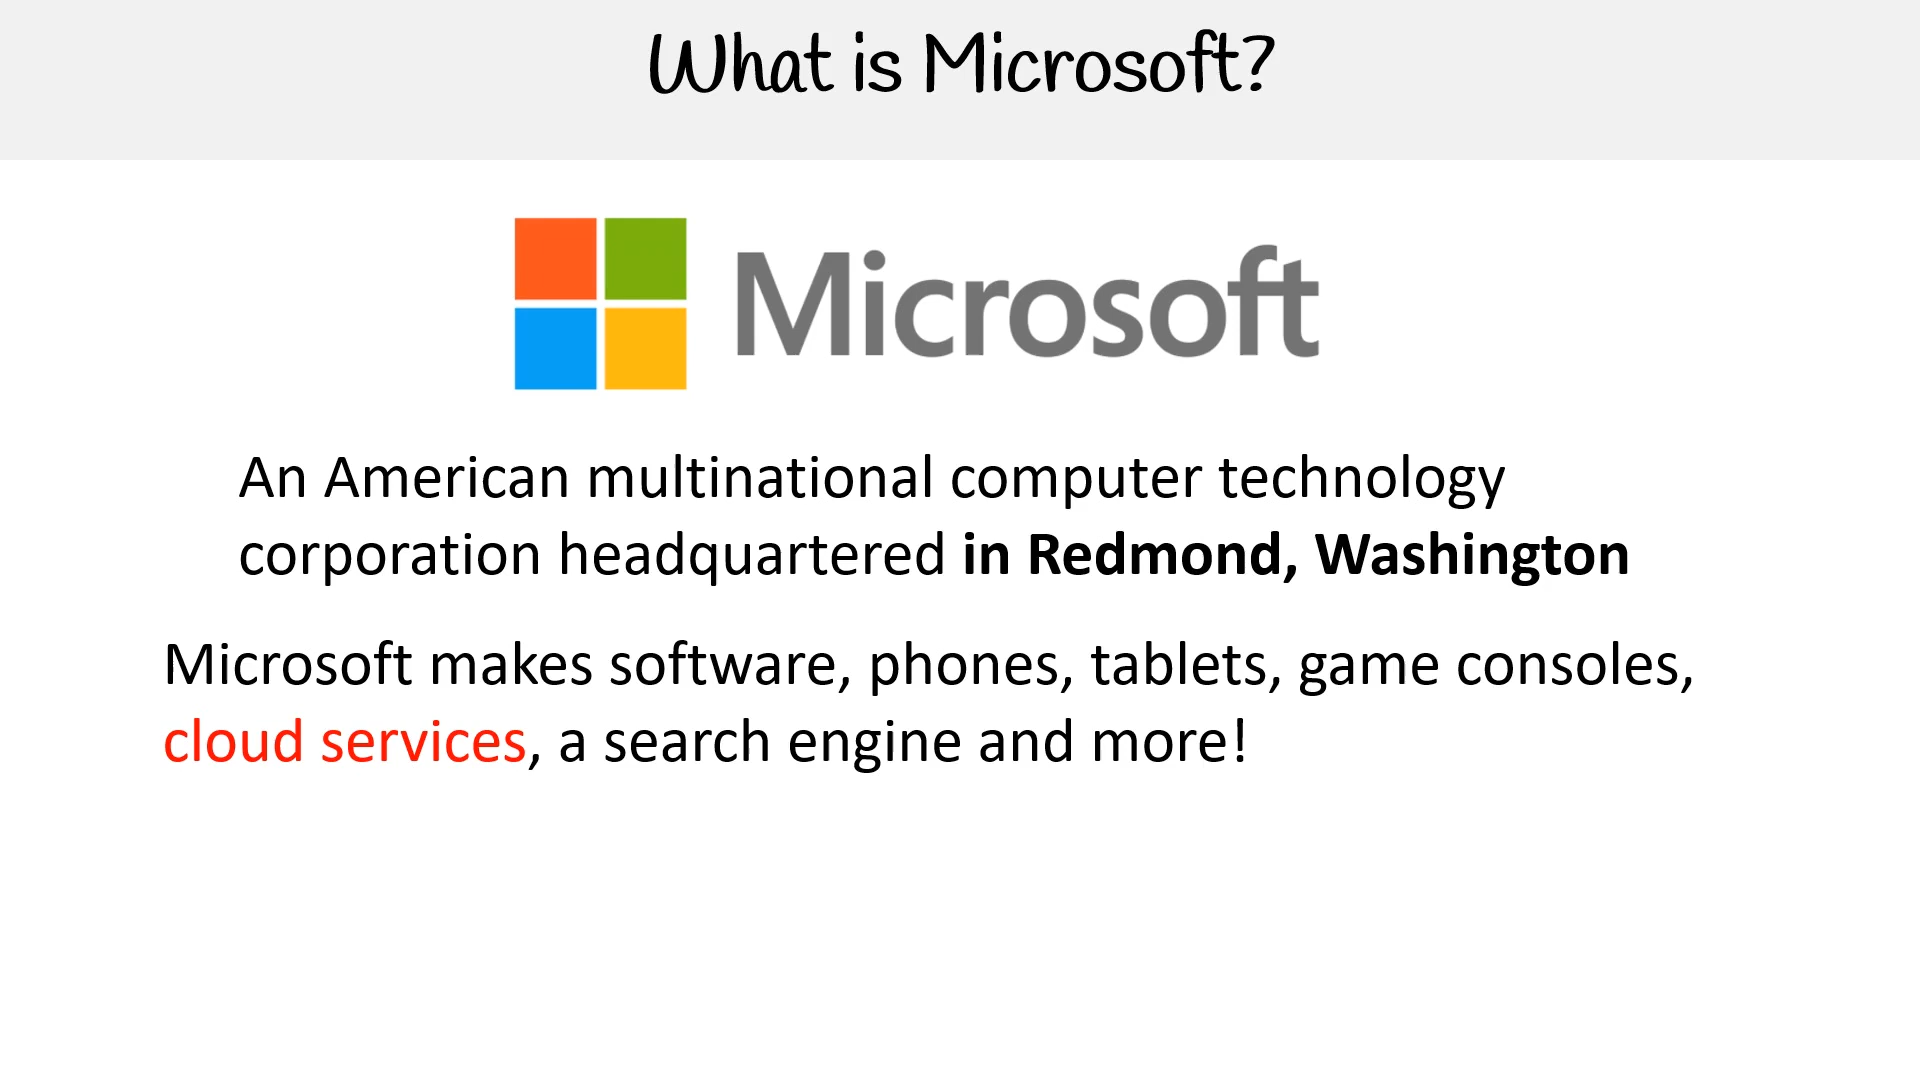 What is Microsoft?
Microsoft
An American multinational computer technology
corporation headquartered in Redmond, Washington
Microsoft makes software, phones, tablets, game consoles,
cloud services, a search engine and more!